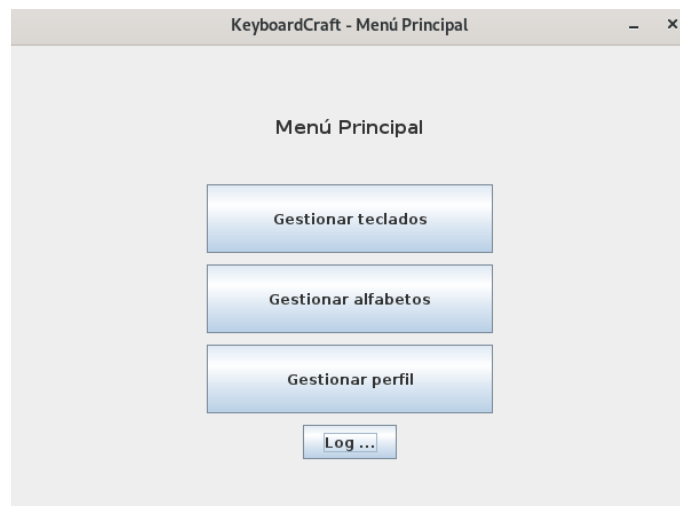 KeyboardCraft - Menú Principal
Menú Principal
Gestionar teclados
Gestionar alfabetos
Gestionar perfil
Log ...